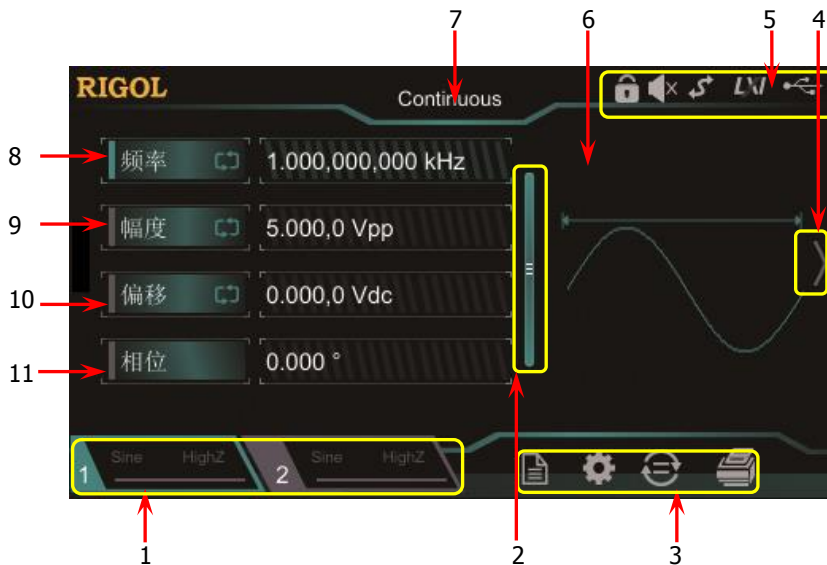 7 6 5 4
RIGOL
Continuous
LXI
8 频率 1.000,000,000 kHz
9 幅度 5.000,0 Vpp
10 偏移 0.000,0 Vdc
11 相位 0.000 °
1 Sine HighZ 2 Sine HighZ
1 2 3